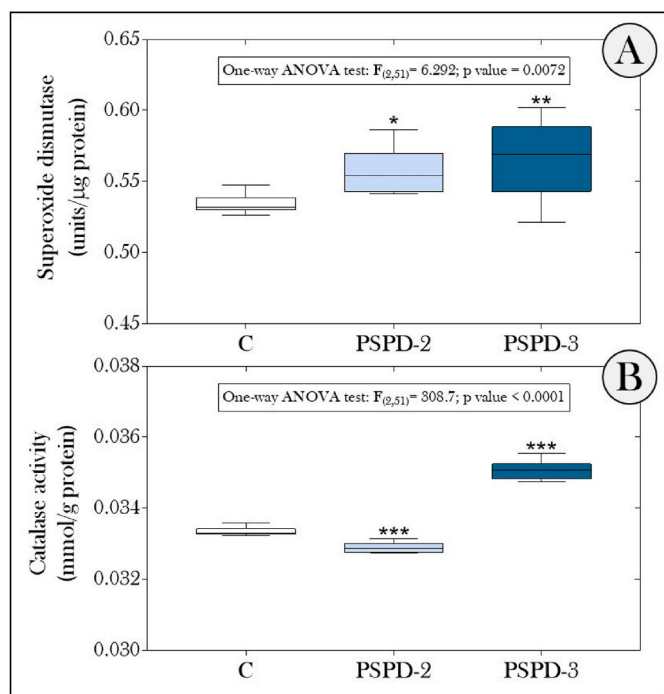 A
One-way ANOVA test: F(2,51)= 6.292; p value = 0.0072
Superoxide dismutase
(units/µg protein)
0.65
0.60
0.55
0.50
0.45
*
**
C PSPD-2 PSPD-3
B
One-way ANOVA test: F(2,51)= 308.7; p value < 0.0001
Catalase activity
(mmol/g protein)
0.038
0.036
0.034
0.032
0.030
***
***
C PSPD-2 PSPD-3